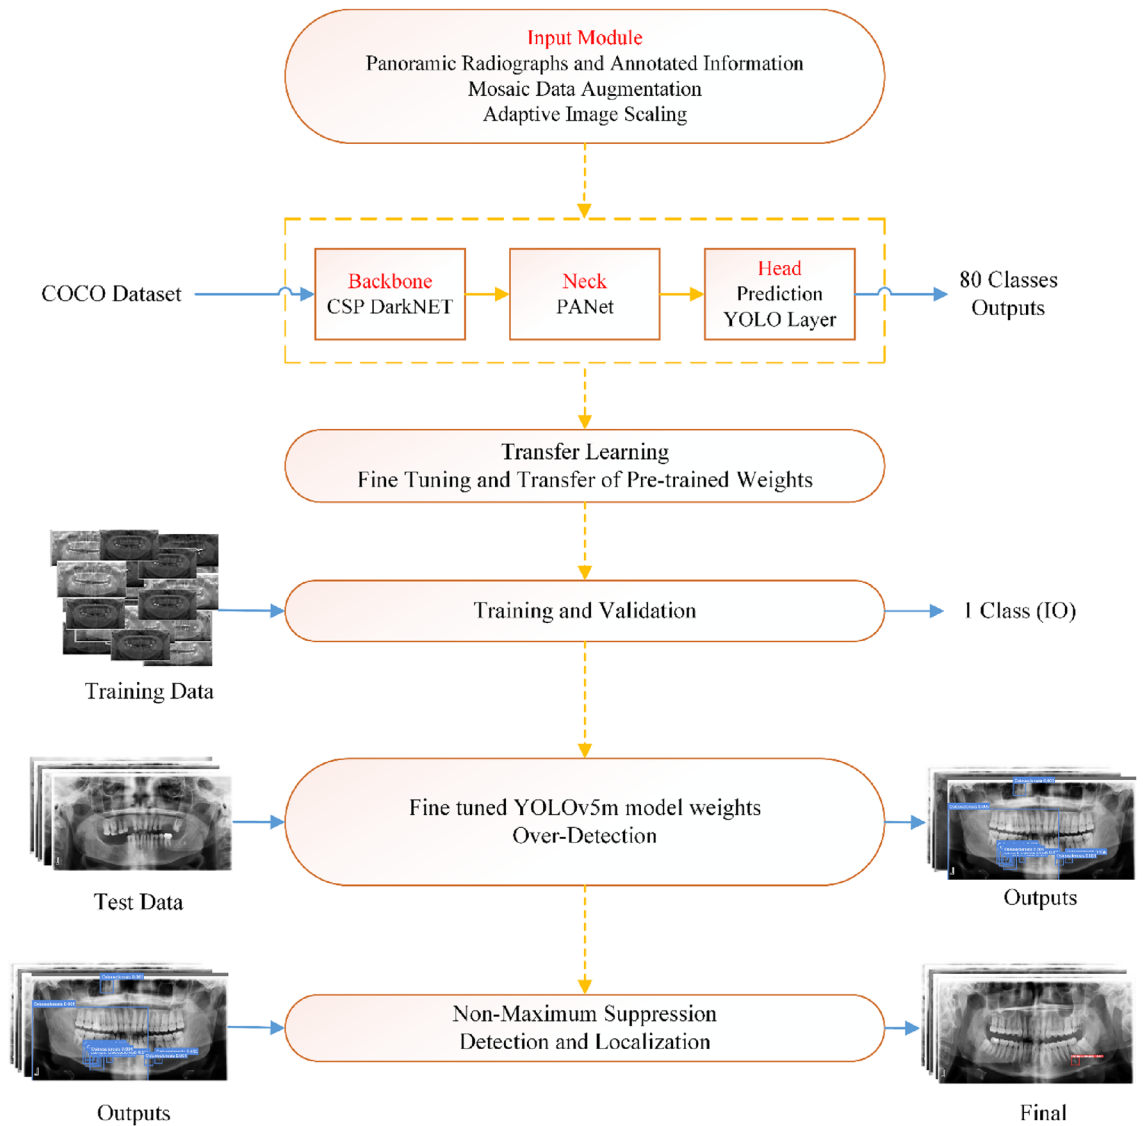 Input Module
Panoramic Radiographs and Annotated Information
Mosaic Data Augmentation
Adaptive Image Scaling
COCO Dataset
Backbone
CSP DarkNET
Neck
PANet
Head
Prediction
YOLO Layer
80 Classes
Outputs
Transfer Learning
Fine Tuning and Transfer of Pre-trained Weights
Training Data
Training and Validation
1 Class (IO)
Test Data
Fine tuned YOLOv5m model weights
Over-Detection
Outputs
Outputs
Non-Maximum Suppression
Detection and Localization
Final